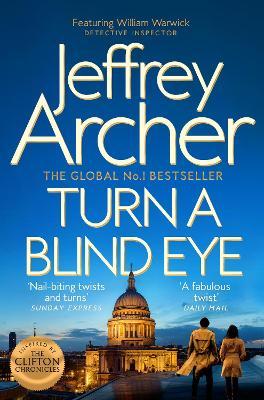 Featuring William Warwick
DETECTIVE INSPECTOR
Jeffrey
Archer
THE GLOBAL No.1 BESTSELLER
TURN A
BLIND EYE
‘Nail-biting twists
and turns’
SUNDAY EXPRESS
‘A fabulous
twist’
DAILY MAIL
INSPIRED BY
THE
CLIFTON
CHRONICLES